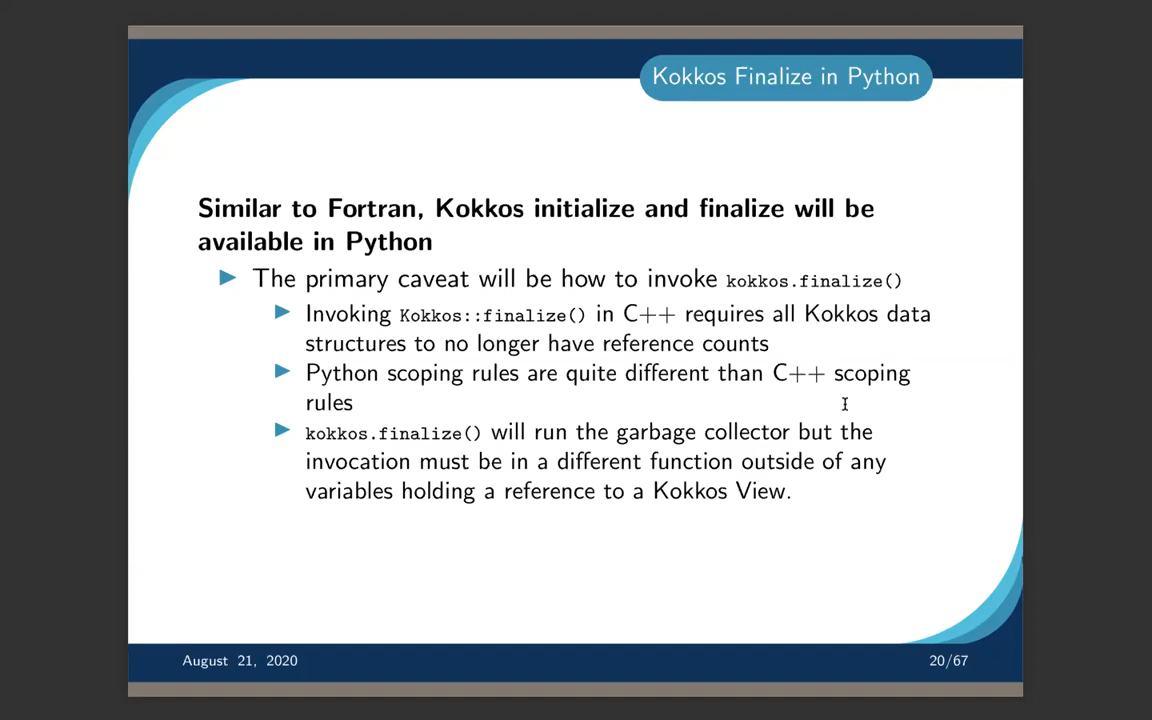 Kokkos Finalize in Python
Similar to Fortran, Kokkos initialize and finalize will be
available in Python
The primary caveat will be how to invoke kokkos.finalize()
Invoking Kokkos::finalize() in C++ requires all Kokkos data
structures to no longer have reference counts
Python scoping rules are quite different than C++ scoping
rules
kokkos.finalize() will run the garbage collector but the
invocation must be in a different function outside of any
variables holding a reference to a Kokkos View.
August 21, 2020
20/67